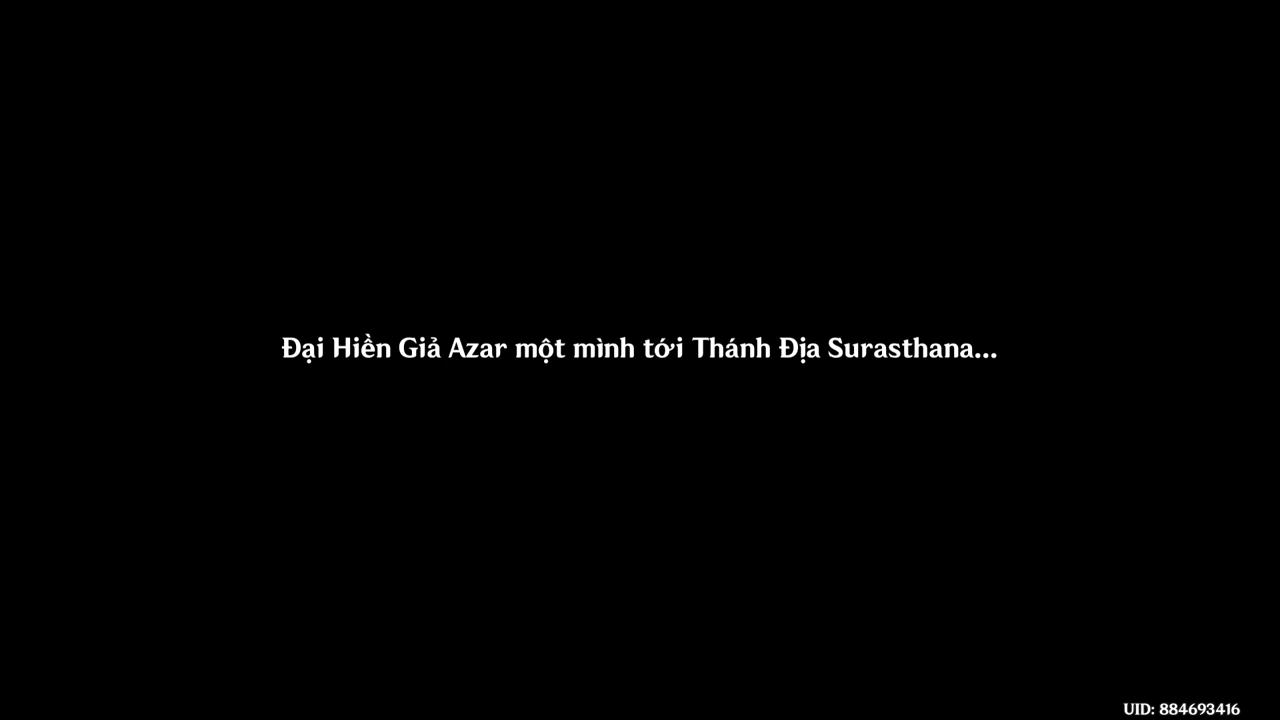 Đại Hiền Giả Azar một mình tới Thánh Địa Surasthana...
UID: 884693416